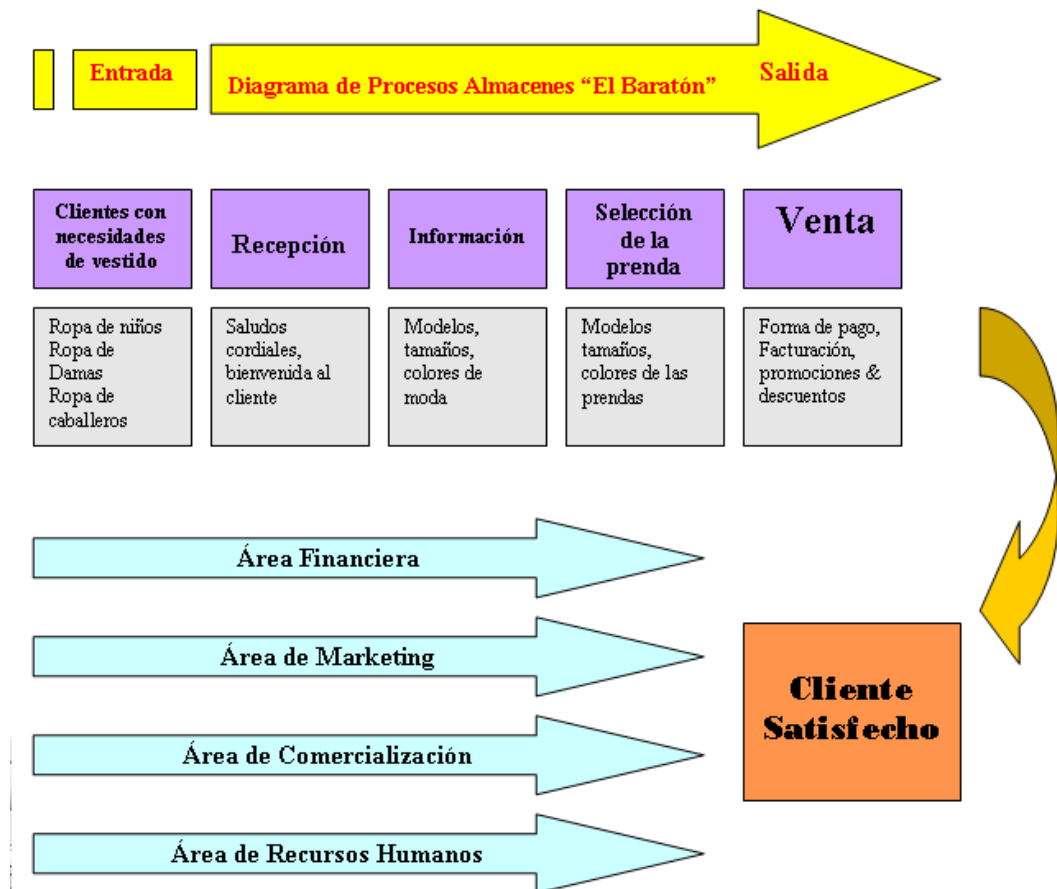 Entrada
Diagrama de Procesos Almacenes “El Baratón”
Salida
Clientes con
necesidades
de vestido
Recepción
Información
Selección
de la
prenda
Venta
Ropa de niños
Ropa de
Damas
Ropa de
caballeros
Saludos
cordiales,
bienvenida al
cliente
Modelos,
tamaños,
colores de
moda
Modelos
tamaños,
colores de las
prendas
Forma de pago,
Facturación,
promociones &
descuentos
Área Financiera
Área de Marketing
Área de Comercialización
Área de Recursos Humanos
Cliente
Satisfecho